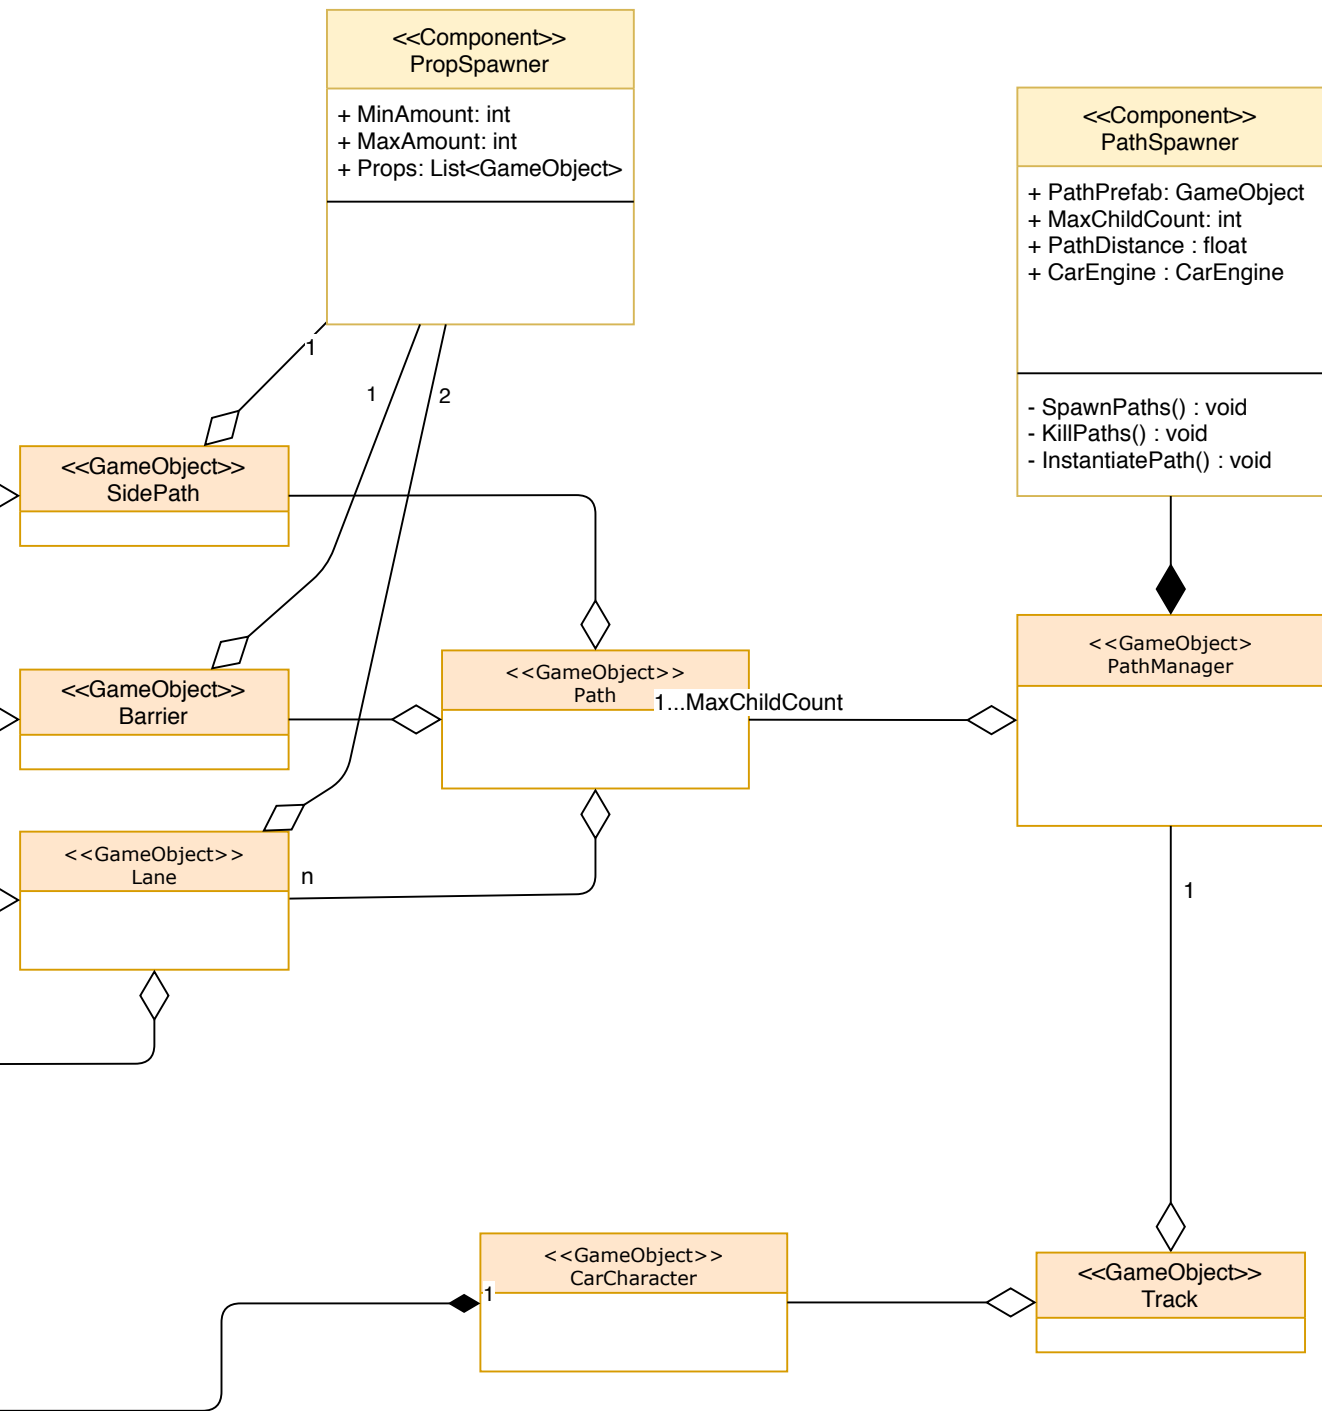 <<Component>>
PropSpawner
+ MinAmount: int
+ MaxAmount: int
+ Props: List<GameObject>
<<Component>>
PathSpawner
+ PathPrefab: GameObject
+ MaxChildCount: int
+ PathDistance : float
+ CarEngine : CarEngine
- SpawnPaths() : void
- KillPaths() : void
- InstantiatePath() : void
1
1
2
<<GameObject>>
SidePath
<<GameObject>>
Barrier
<<GameObject>>
Path
1...MaxChildCount
<<GameObject>
PathManager
<<GameObject>>
Lane
n
1
<<GameObject>>
CarCharacter
1
<<GameObject>>
Track